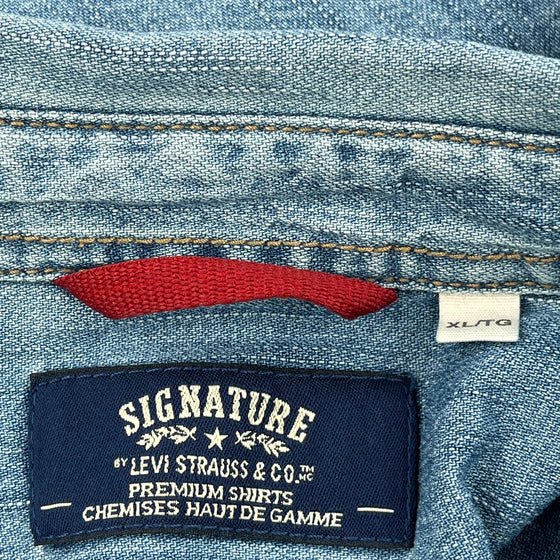 XL/TG
SIGNATURE
BY LEVI STRAUSS & CO.™ MC
PREMIUM SHIRTS
CHEMISES HAUT DE GAMME